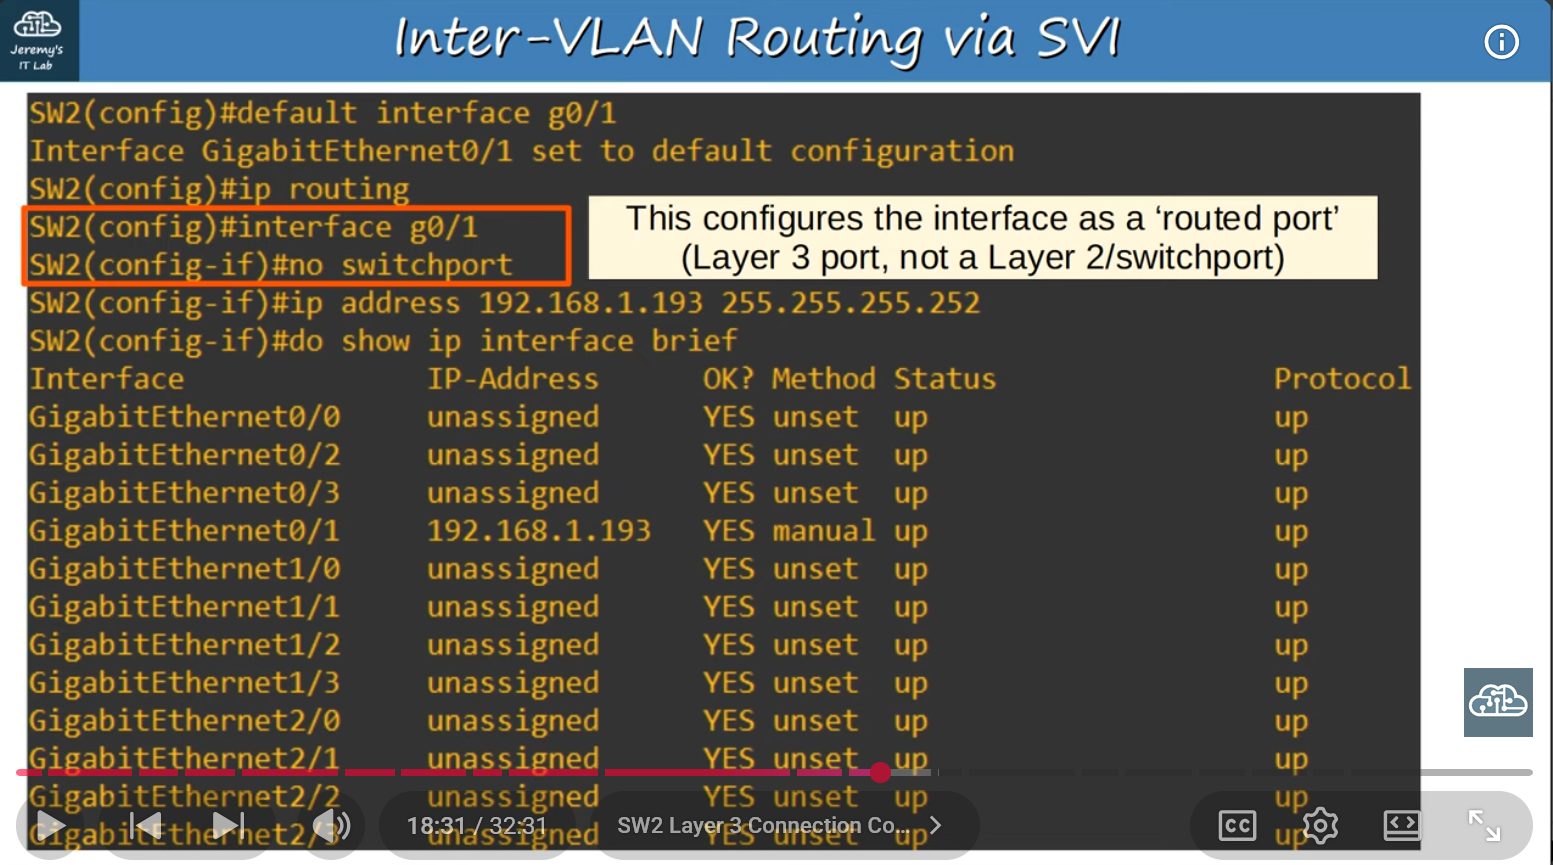 Jeremy's
IT Lab
Inter-VLAN Routing via SVI
SW2(config)#default interface g0/1
Interface GigabitEthernet0/1 set to default configuration
SW2(config)#ip routing
SW2(config)#interface g0/1
SW2(config-if)#no switchport
This configures the interface as a ‘routed port’
(Layer 3 port, not a Layer 2/switchport)
SW2(config-if)#ip address 192.168.1.193 255.255.255.252
SW2(config-if)#do show ip interface brief
Interface IP-Address OK? Method Status Protocol
GigabitEthernet0/0 unassigned YES unset up up
GigabitEthernet0/2 unassigned YES unset up up
GigabitEthernet0/3 unassigned YES unset up up
GigabitEthernet0/1 192.168.1.193 YES manual up up
GigabitEthernet1/0 unassigned YES unset up up
GigabitEthernet1/1 unassigned YES unset up up
GigabitEthernet1/2 unassigned YES unset up up
GigabitEthernet1/3 unassigned YES unset up up
GigabitEthernet2/0 unassigned YES unset up up
GigabitEthernet2/1 unassigned YES unset up up
GigabitEthernet2/2 unassigned YES unset up up
18:31 / 32:31 SW2 Layer 3 Connection Co... CC
GigabitEthernet2/3 unassigned YES unset up up